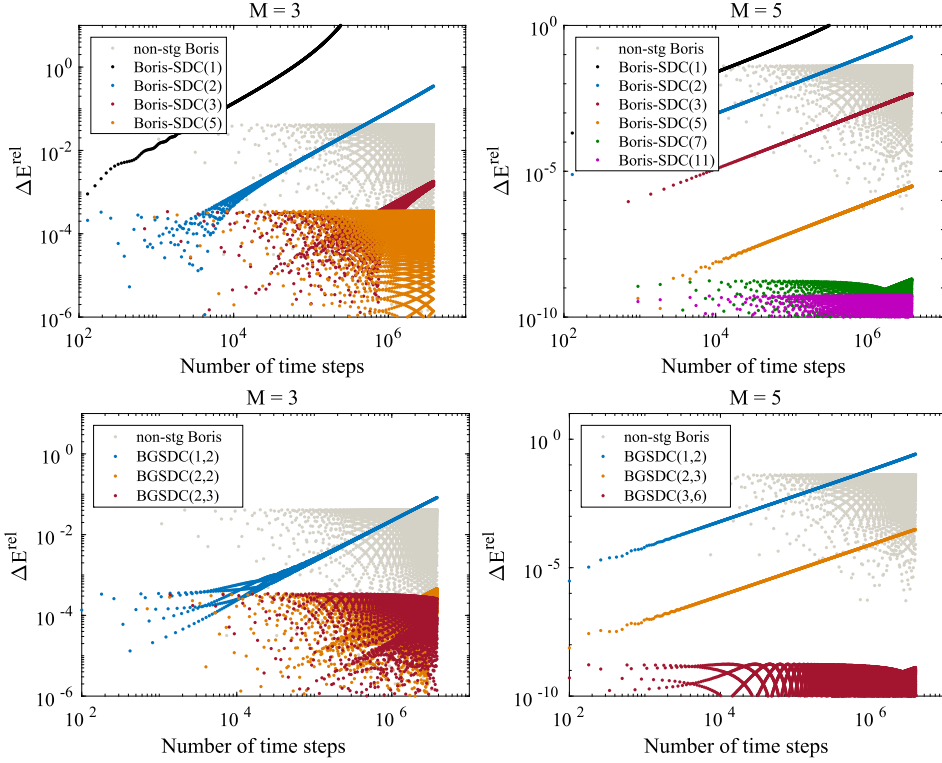 M = 3
10^0
10^-2
10^-4
10^-6
ΔE^rel
non-stg Boris
Boris-SDC(1)
Boris-SDC(2)
Boris-SDC(3)
Boris-SDC(5)
10^2
10^4
10^6
Number of time steps
M = 5
10^0
10^-5
10^-10
ΔE^rel
non-stg Boris
Boris-SDC(1)
Boris-SDC(2)
Boris-SDC(3)
Boris-SDC(5)
Boris-SDC(7)
Boris-SDC(11)
10^2
10^4
10^6
Number of time steps
M = 3
10^0
10^-2
10^-4
10^-6
ΔE^rel
non-stg Boris
BGSDC(1,2)
BGSDC(2,2)
BGSDC(2,3)
10^2
10^4
10^6
Number of time steps
M = 5
10^0
10^-5
10^-10
ΔE^rel
non-stg Boris
BGSDC(1,2)
BGSDC(2,3)
BGSDC(3,6)
10^2
10^4
10^6
Number of time steps